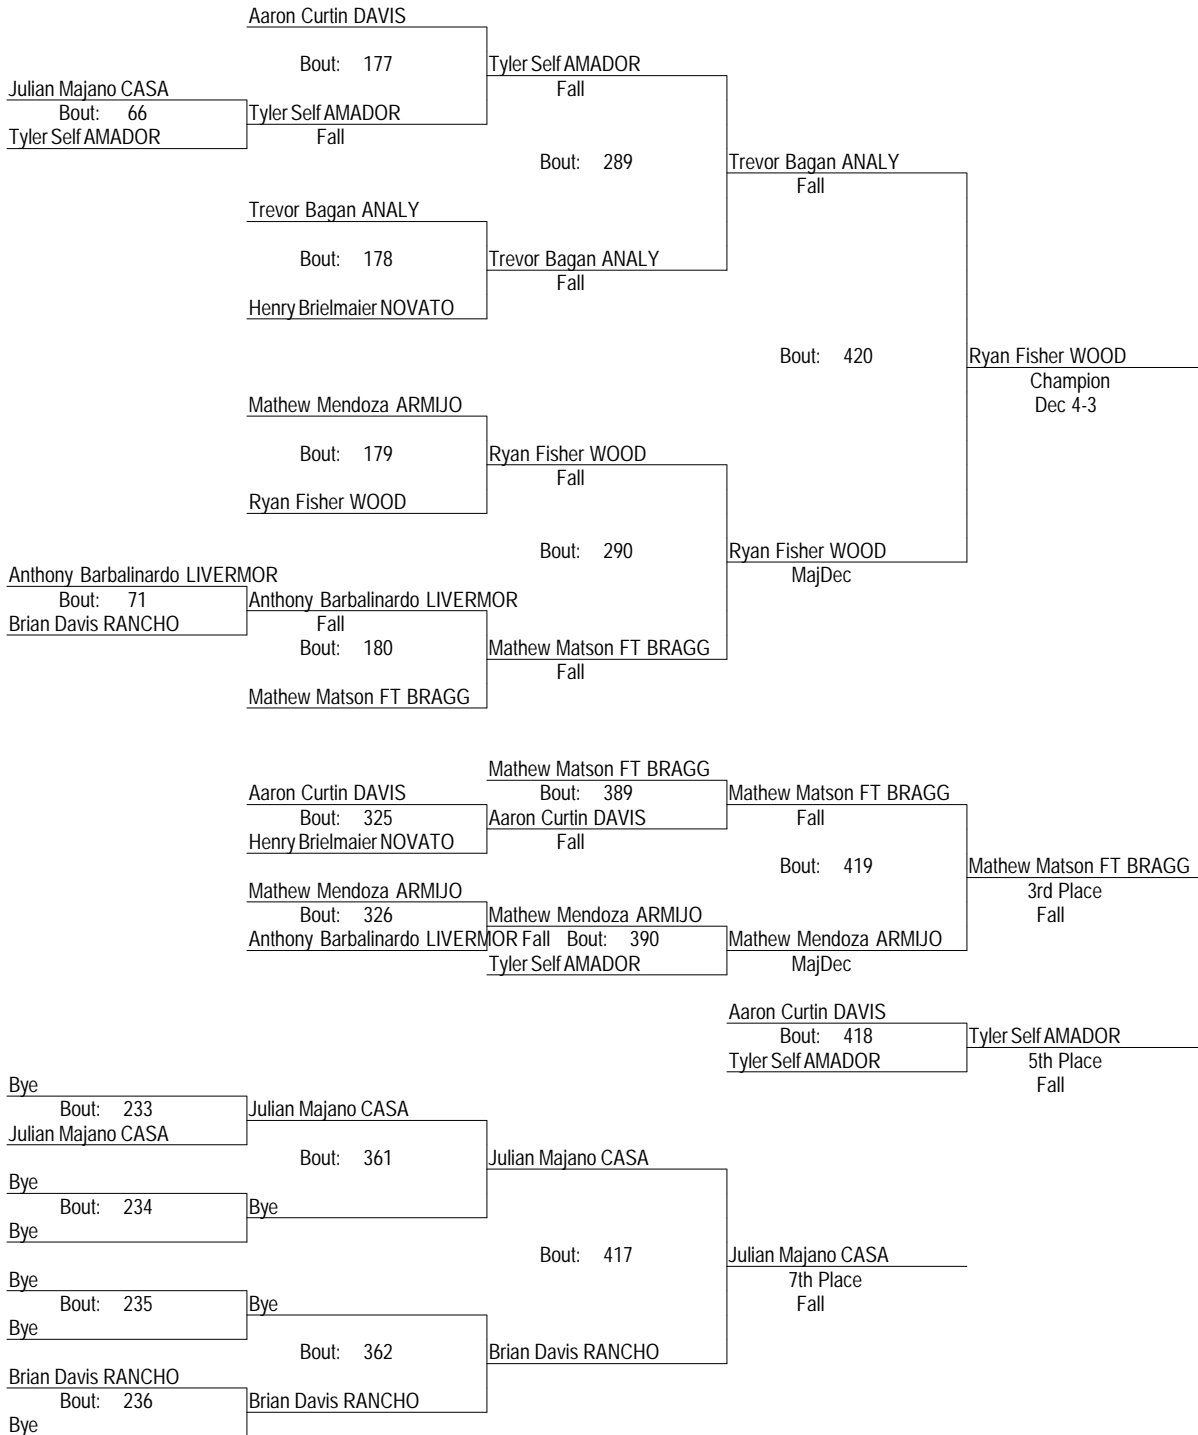 Aaron Curtin DAVIS
Bout: 177
Tyler Self AMADOR
Fall
Julian Majano CASA
Bout: 66
Tyler Self AMADOR
Tyler Self AMADOR
Fall
Bout: 289
Trevor Bagan ANALY
Fall
Trevor Bagan ANALY
Bout: 178
Trevor Bagan ANALY
Fall
Henry Brielmaier NOVATO
Bout: 420
Ryan Fisher WOOD
Champion
Dec 4-3
Mathew Mendoza ARMIJO
Bout: 179
Ryan Fisher WOOD
Fall
Ryan Fisher WOOD
Bout: 290
Ryan Fisher WOOD
MajDec
Anthony Barbalinardo LIVERMOR
Bout: 71
Brian Davis RANCHO
Anthony Barbalinardo LIVERMOR
Fall
Bout: 180
Mathew Matson FT BRAGG
Fall
Mathew Matson FT BRAGG
Mathew Matson FT BRAGG
Bout: 389
Mathew Matson FT BRAGG
Fall
Aaron Curtin DAVIS
Bout: 325
Aaron Curtin DAVIS
Fall
Henry Brielmaier NOVATO
Bout: 419
Mathew Matson FT BRAGG
3rd Place
Fall
Mathew Mendoza ARMIJO
Bout: 326
Mathew Mendoza ARMIJO
Anthony Barbalinardo LIVERMOR Fall Bout: 390
Mathew Mendoza ARMIJO
MajDec
Tyler Self AMADOR
Aaron Curtin DAVIS
Bout: 418
Tyler Self AMADOR
Tyler Self AMADOR
5th Place
Fall
Bye
Bout: 233
Julian Majano CASA
Julian Majano CASA
Bout: 361
Julian Majano CASA
Bye
Bout: 234
Bye
Bye
Bout: 417
Julian Majano CASA
7th Place
Fall
Bye
Bout: 235
Bye
Bye
Bout: 362
Brian Davis RANCHO
Brian Davis RANCHO
Bout: 236
Brian Davis RANCHO
Bye